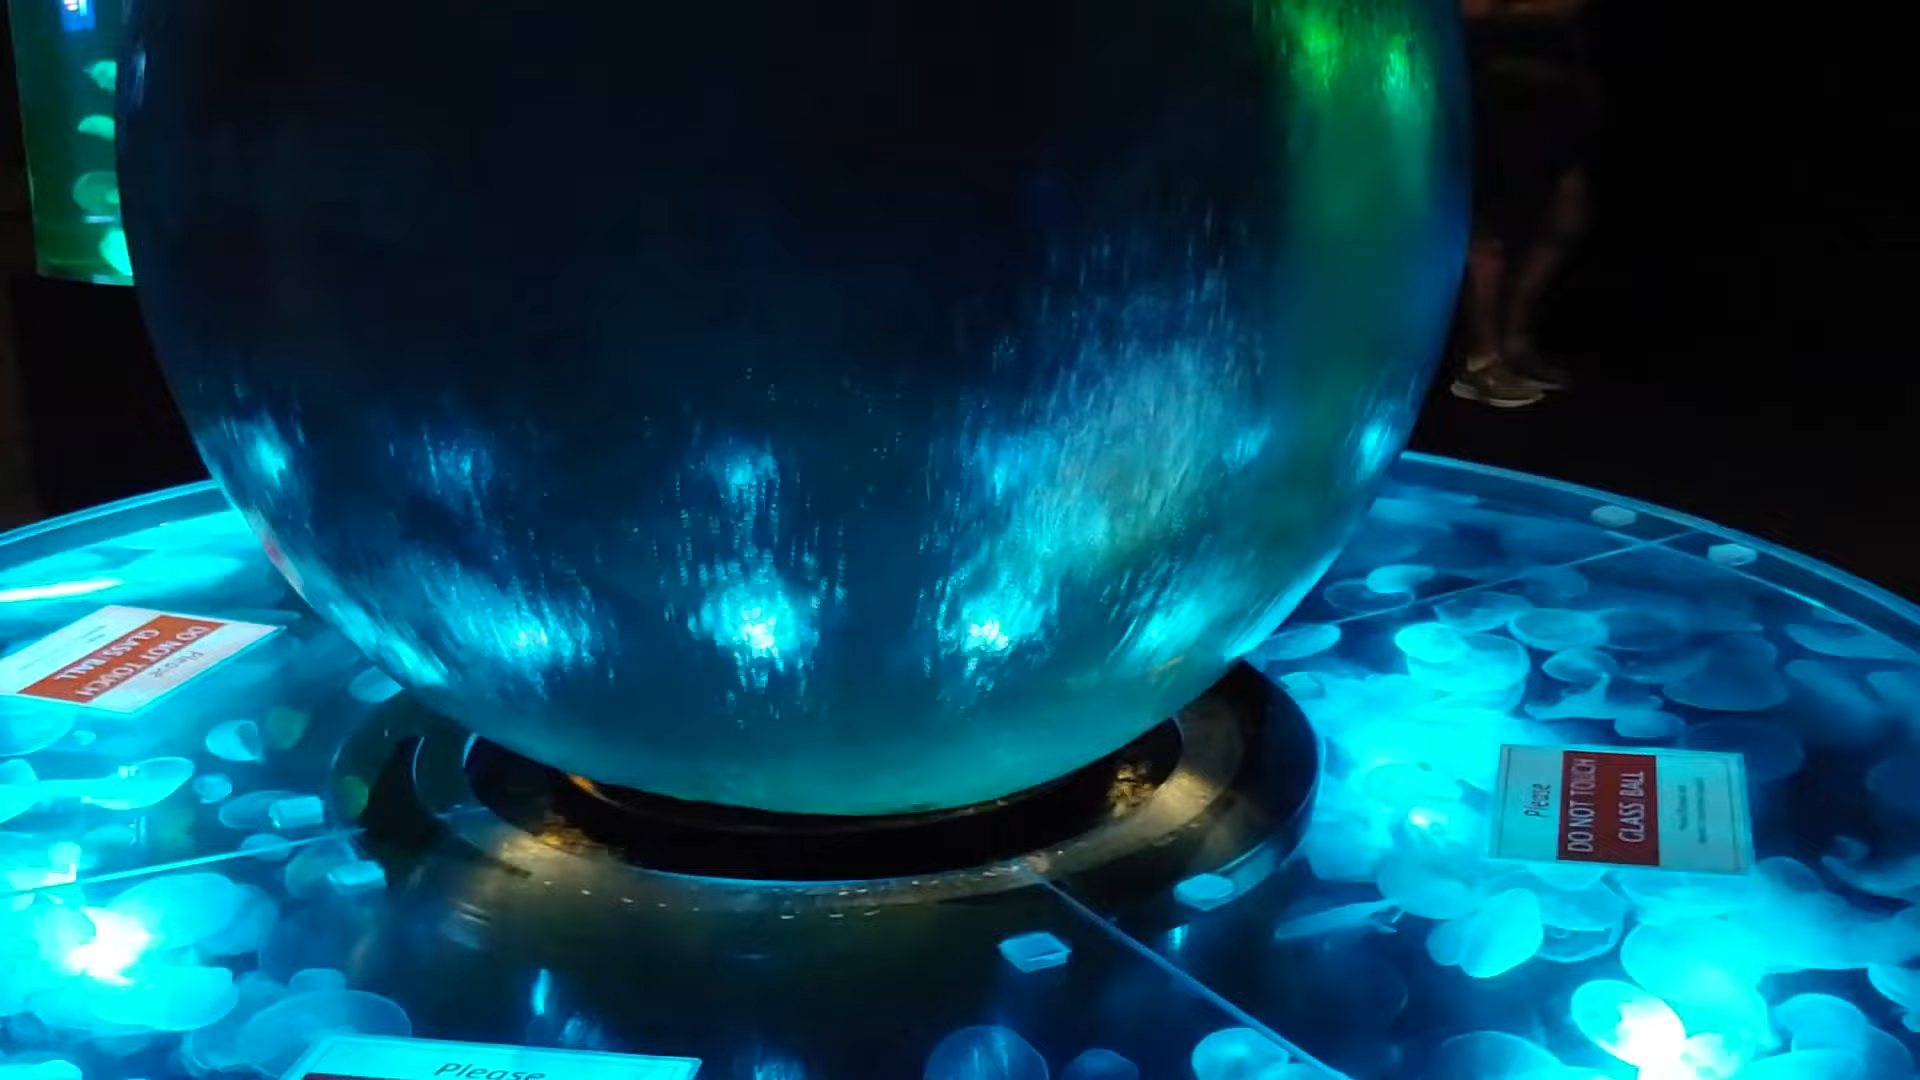 Please
DO NOT TOUCH
GLASS BALL
Please
DO NOT TOUCH
GLASS BALL
Please